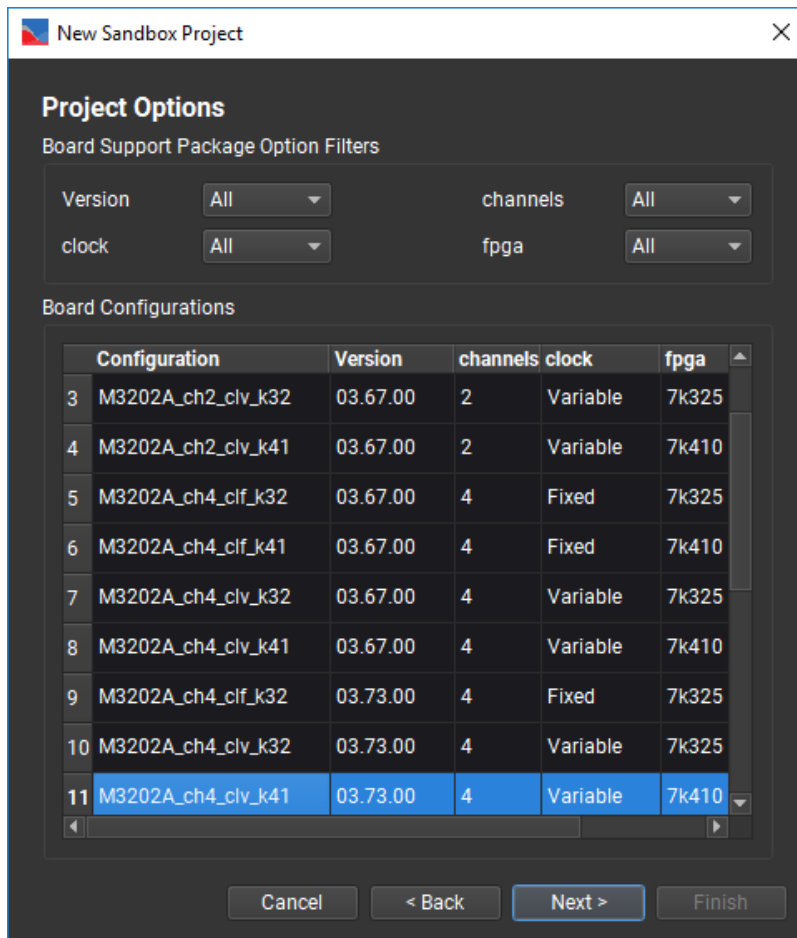 New Sandbox Project
Project Options
Board Support Package Option Filters
Version All channels All
clock All fpga All
Board Configurations
Configuration Version channels clock fpga
3 M3202A_ch2_clv_k32 03.67.00 2 Variable 7k325
4 M3202A_ch2_clv_k41 03.67.00 2 Variable 7k410
5 M3202A_ch4_clf_k32 03.67.00 4 Fixed 7k325
6 M3202A_ch4_clf_k41 03.67.00 4 Fixed 7k410
7 M3202A_ch4_clv_k32 03.67.00 4 Variable 7k325
8 M3202A_ch4_clv_k41 03.67.00 4 Variable 7k410
9 M3202A_ch4_clf_k32 03.73.00 4 Fixed 7k325
10 M3202A_ch4_clv_k32 03.73.00 4 Variable 7k325
11 M3202A_ch4_clv_k41 03.73.00 4 Variable 7k410
Cancel < Back Next > Finish